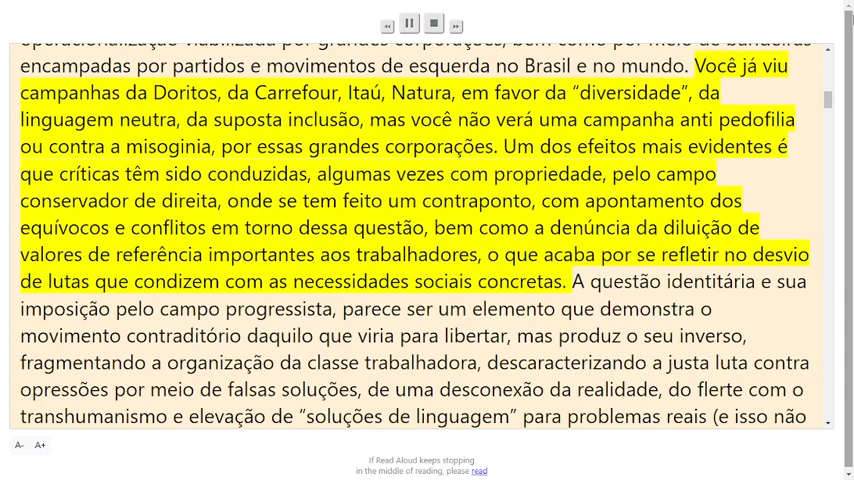 encampadas por partidos e movimentos de esquerda no Brasil e no mundo. Você já viu
campanhas da Doritos, da Carrefour, Itaú, Natura, em favor da “diversidade”, da
linguagem neutra, da suposta inclusão, mas você não verá uma campanha anti pedofilia
ou contra a misoginia, por essas grandes corporações. Um dos efeitos mais evidentes é
que críticas têm sido conduzidas, algumas vezes com propriedade, pelo campo
conservador de direita, onde se tem feito um contraponto, com apontamento dos
equívocos e conflitos em torno dessa questão, bem como a denúncia da diluição de
valores de referência importantes aos trabalhadores, o que acaba por se refletir no desvio
de lutas que condizem com as necessidades sociais concretas. A questão identitária e sua
imposição pelo campo progressista, parece ser um elemento que demonstra o
movimento contraditório daquilo que viria para libertar, mas produz o seu inverso,
fragmentando a organização da classe trabalhadora, descaracterizando a justa luta contra
opressões por meio de falsas soluções, de uma desconexão da realidade, do flerte com o
transhumanismo e elevação de “soluções de linguagem” para problemas reais (e isso não
A- A+
If Read Aloud keeps stopping
in the middle of reading, please read